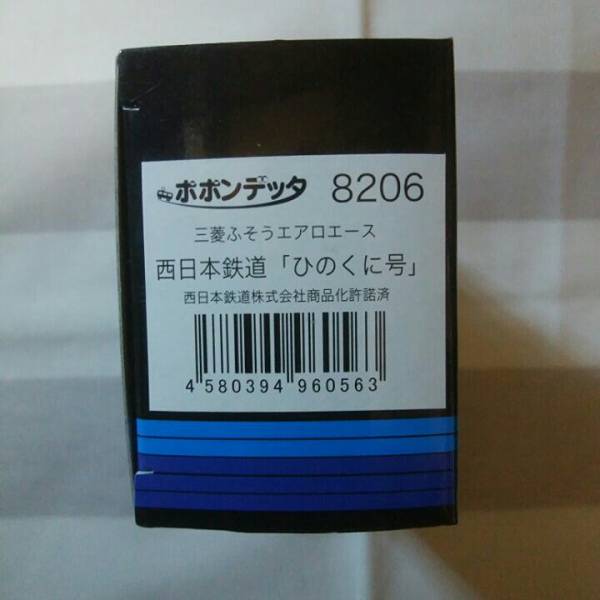 ポポンデッタ 8206
三菱ふそうエアロエース
西日本鉄道「ひのくに号」
西日本鉄道株式会社商品化許諾済
4 580394 960563